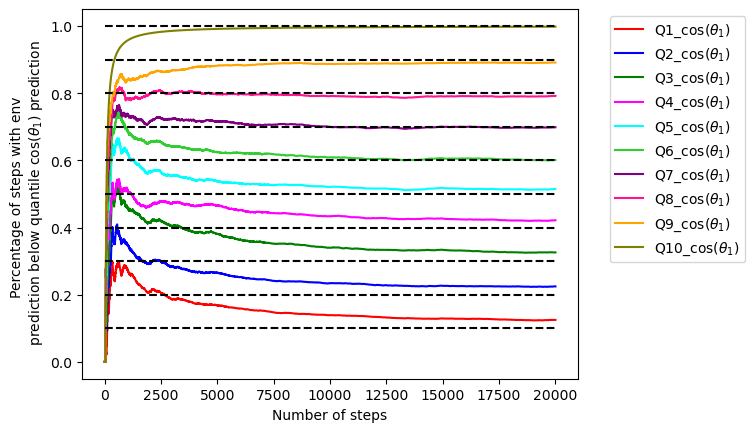 Percentage of steps with env
prediction below quantile cos(θ₁) prediction
1.0
0.8
0.6
0.4
0.2
0.0
0
2500
5000
7500
10000
12500
15000
17500
20000
Number of steps
Q1_cos(θ₁)
Q2_cos(θ₁)
Q3_cos(θ₁)
Q4_cos(θ₁)
Q5_cos(θ₁)
Q6_cos(θ₁)
Q7_cos(θ₁)
Q8_cos(θ₁)
Q9_cos(θ₁)
Q10_cos(θ₁)